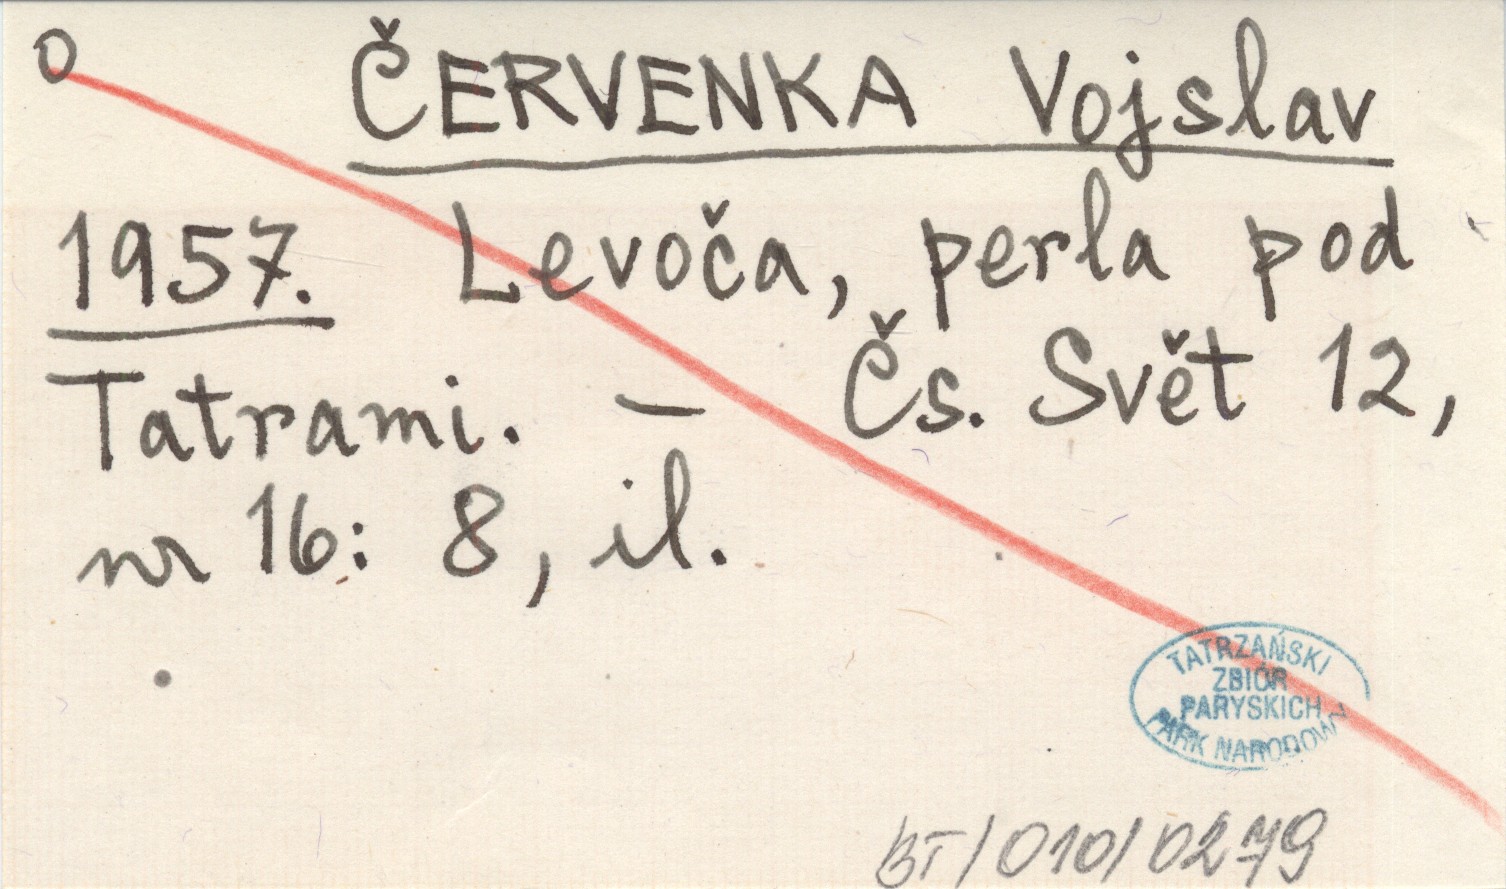 O
ČERVENKA Vojslav
1957. Levoča, perla pod
Tatrami. — Čs. Svět 12,
nr 16: 8, il.
TATRZAŃSKI
ZBIÓR
PARYSKICH
PARK NARODOWY
BT/010/0279